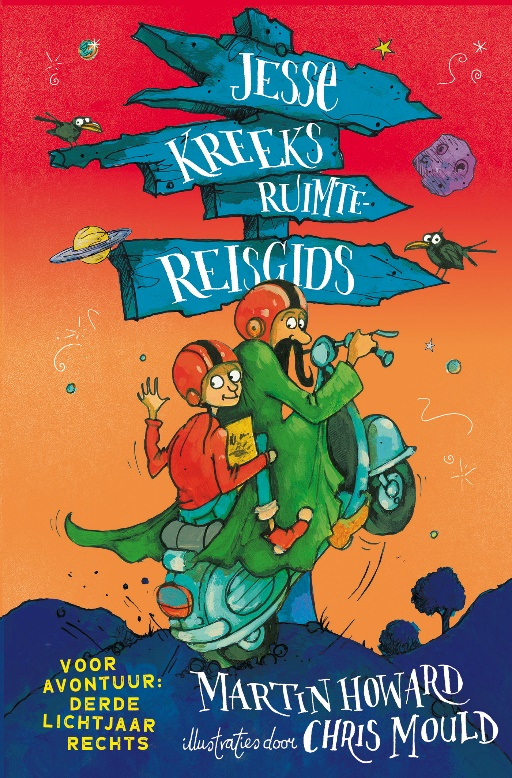 JESSE
KREEKS
RUIMTE-
REISGIDS
VOOR
AVONTUUR:
DERDE
LICHTJAAR
RECHTS
MARTIN HOWARD
illustraties door CHRIS MOULD